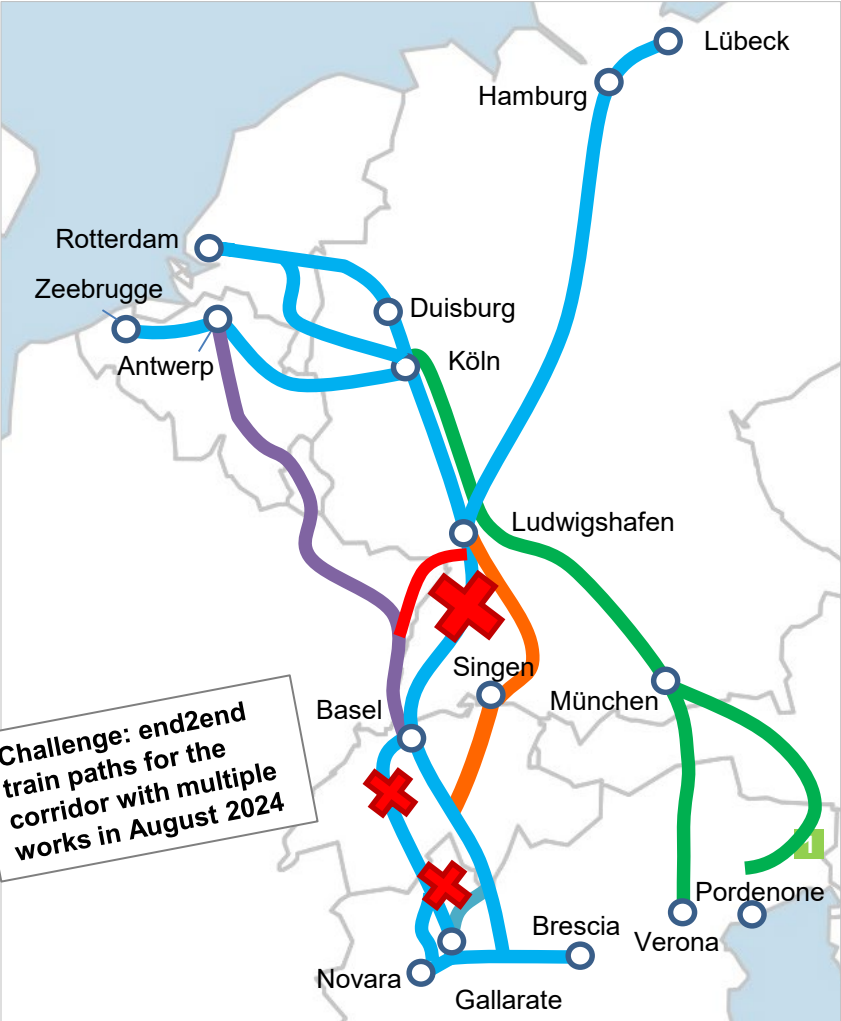 Lübeck
Hamburg
Rotterdam
Zeebrugge
Duisburg
Antwerp
Köln
Ludwigshafen
Singen
München
Basel
Challenge: end2end
train paths for the
corridor with multiple
works in August 2024
Pordenone
Brescia
Verona
Novara
Gallarate